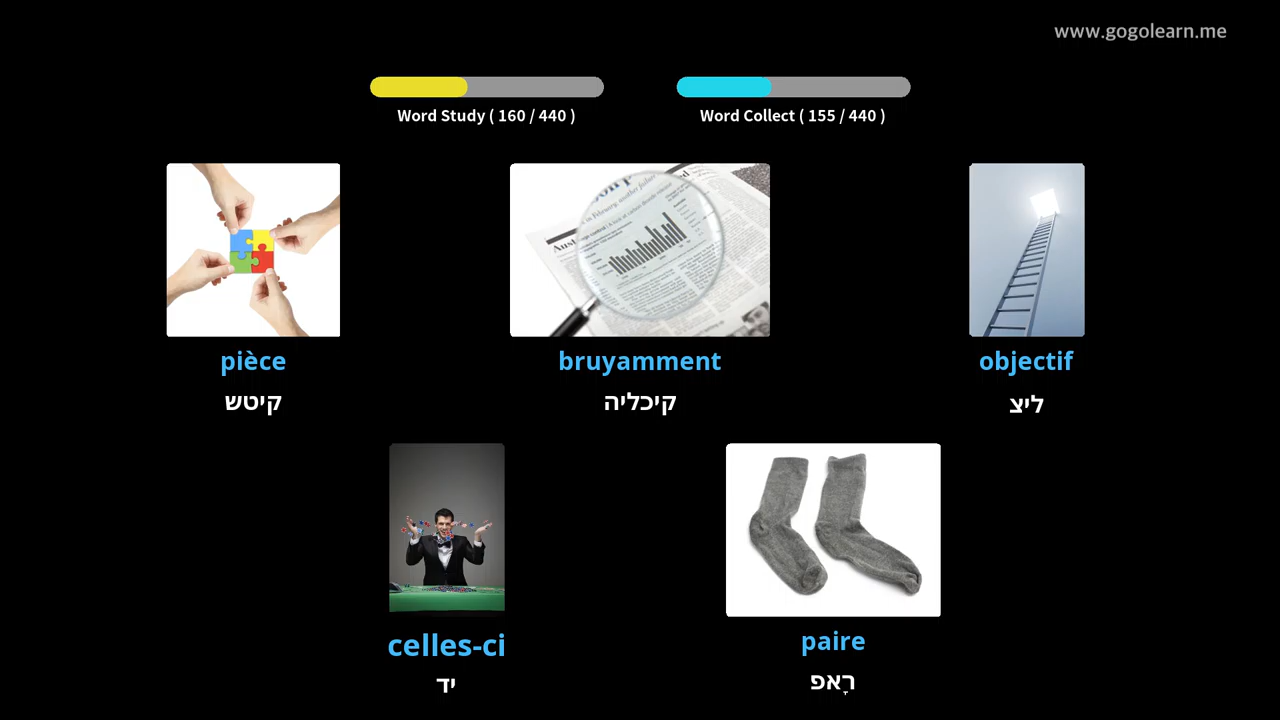 www.gogolearn.me
Word Study ( 160 / 440 )
Word Collect ( 155 / 440 )
pièce
קיטש
bruyamment
קיכליה
objectif
ליצ
celles-ci
יד
paire
רָאפ